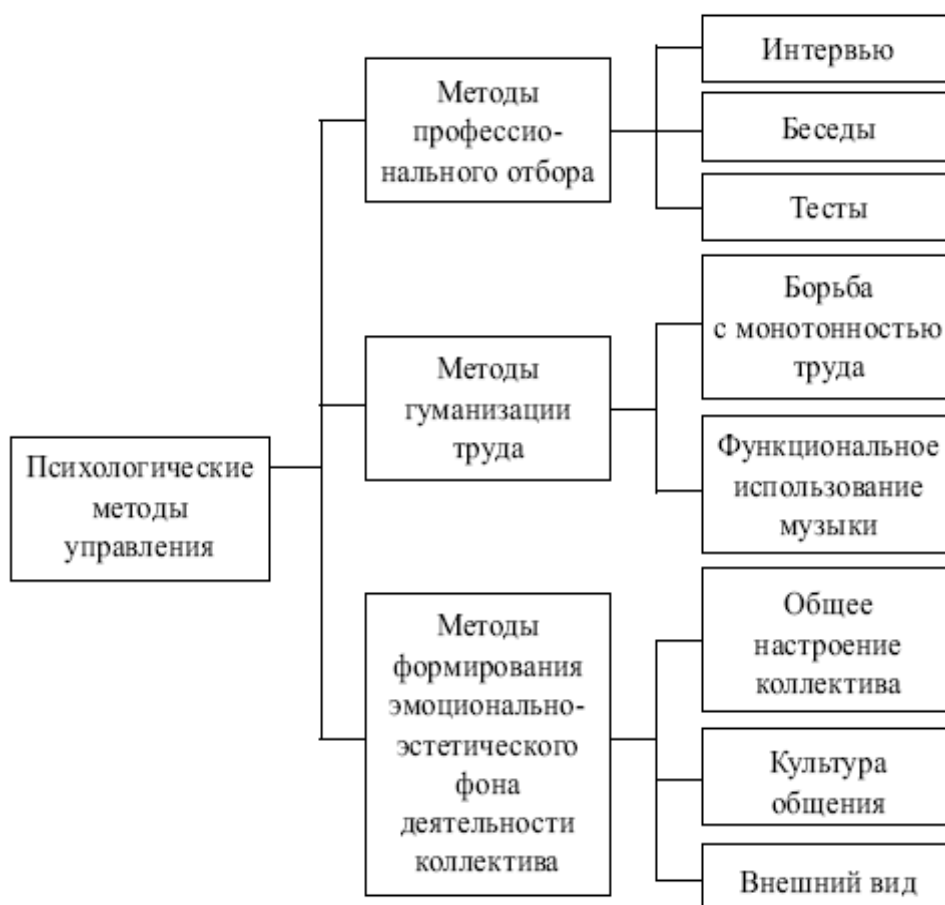 Психологические
методы
управления
Методы
профессио-
нального отбора
Интервью
Беседы
Тесты
Методы
гуманизации
труда
Борьба
с монотонностью
труда
Функциональное
использование
музыки
Методы
формирования
эмоционально-
эстетического
фона
деятельности
коллектива
Общее
настроение
коллектива
Культура
общения
Внешний вид